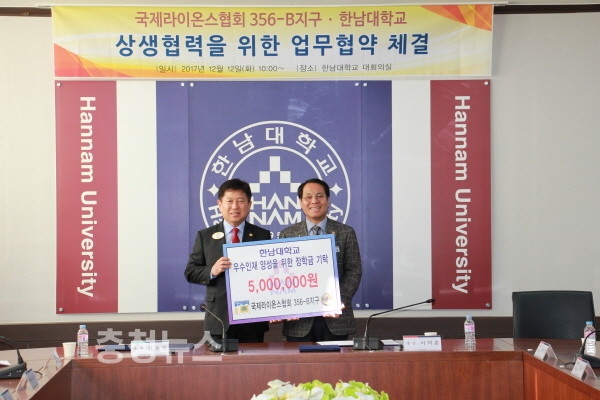 국제라이온스협회 356-B지구 · 한남대학교
상생협력을 위한 업무협약 체결
|일시| 2017년 12월 12일(화) 10:00~ |장소| 한남대학교 대회의실
Hannam University
한남대학교
HAN
NAM
Hannam University
한남대학교
우수인재 양성을 위한 장학금 기탁
5,000,000원
국제라이온스협회 356-B지구
충청뉴스